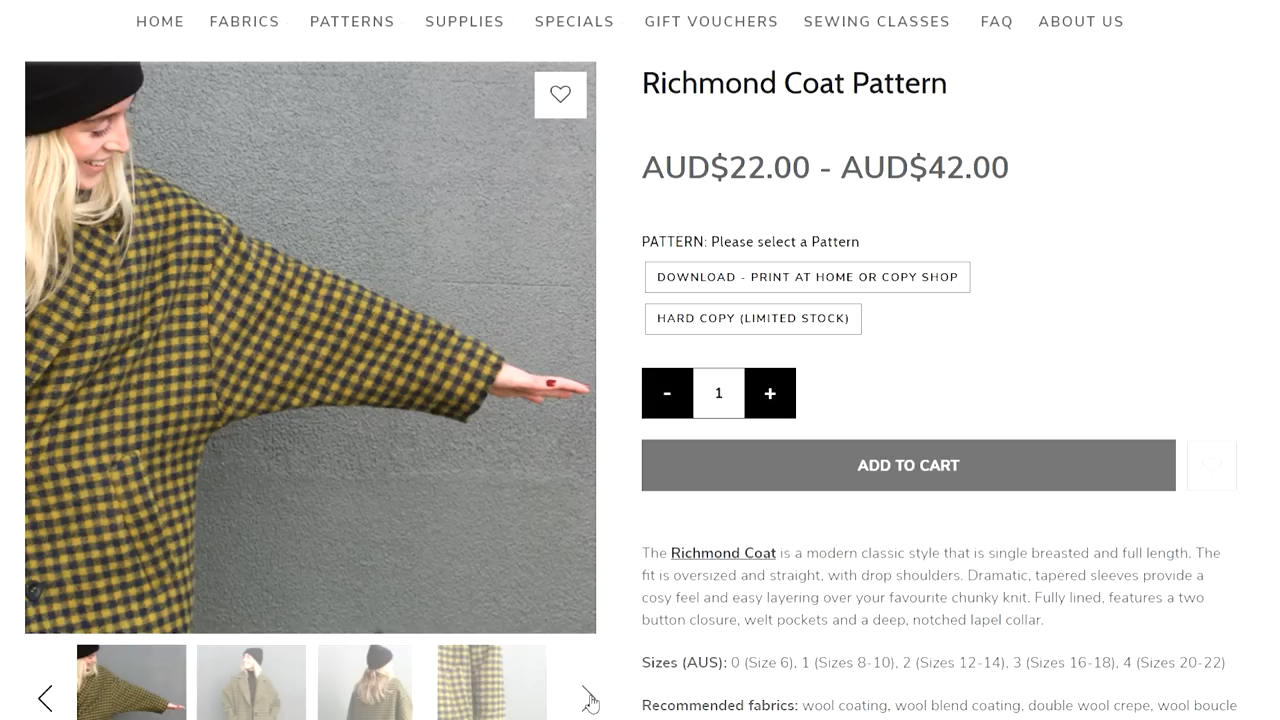 HOME FABRICS PATTERNS SUPPLIES SPECIALS GIFT VOUCHERS SEWING CLASSES FAQ ABOUT US
Richmond Coat Pattern
AUD$22.00 - AUD$42.00
PATTERN: Please select a Pattern
DOWNLOAD - PRINT AT HOME OR COPY SHOP
HARD COPY (LIMITED STOCK)
- 1 +
ADD TO CART
The Richmond Coat is a modern classic style that is single breasted and full length. The
fit is oversized and straight, with drop shoulders. Dramatic, tapered sleeves provide a
cosy feel and easy layering over your favourite chunky knit. Fully lined, features a two
button closure, welt pockets and a deep, notched lapel collar.
Sizes (AUS): 0 (Size 6), 1 (Sizes 8-10), 2 (Sizes 12-14), 3 (Sizes 16-18), 4 (Sizes 20-22)
Recommended fabrics: wool coating, wool blend coating, double wool crepe, wool boucle